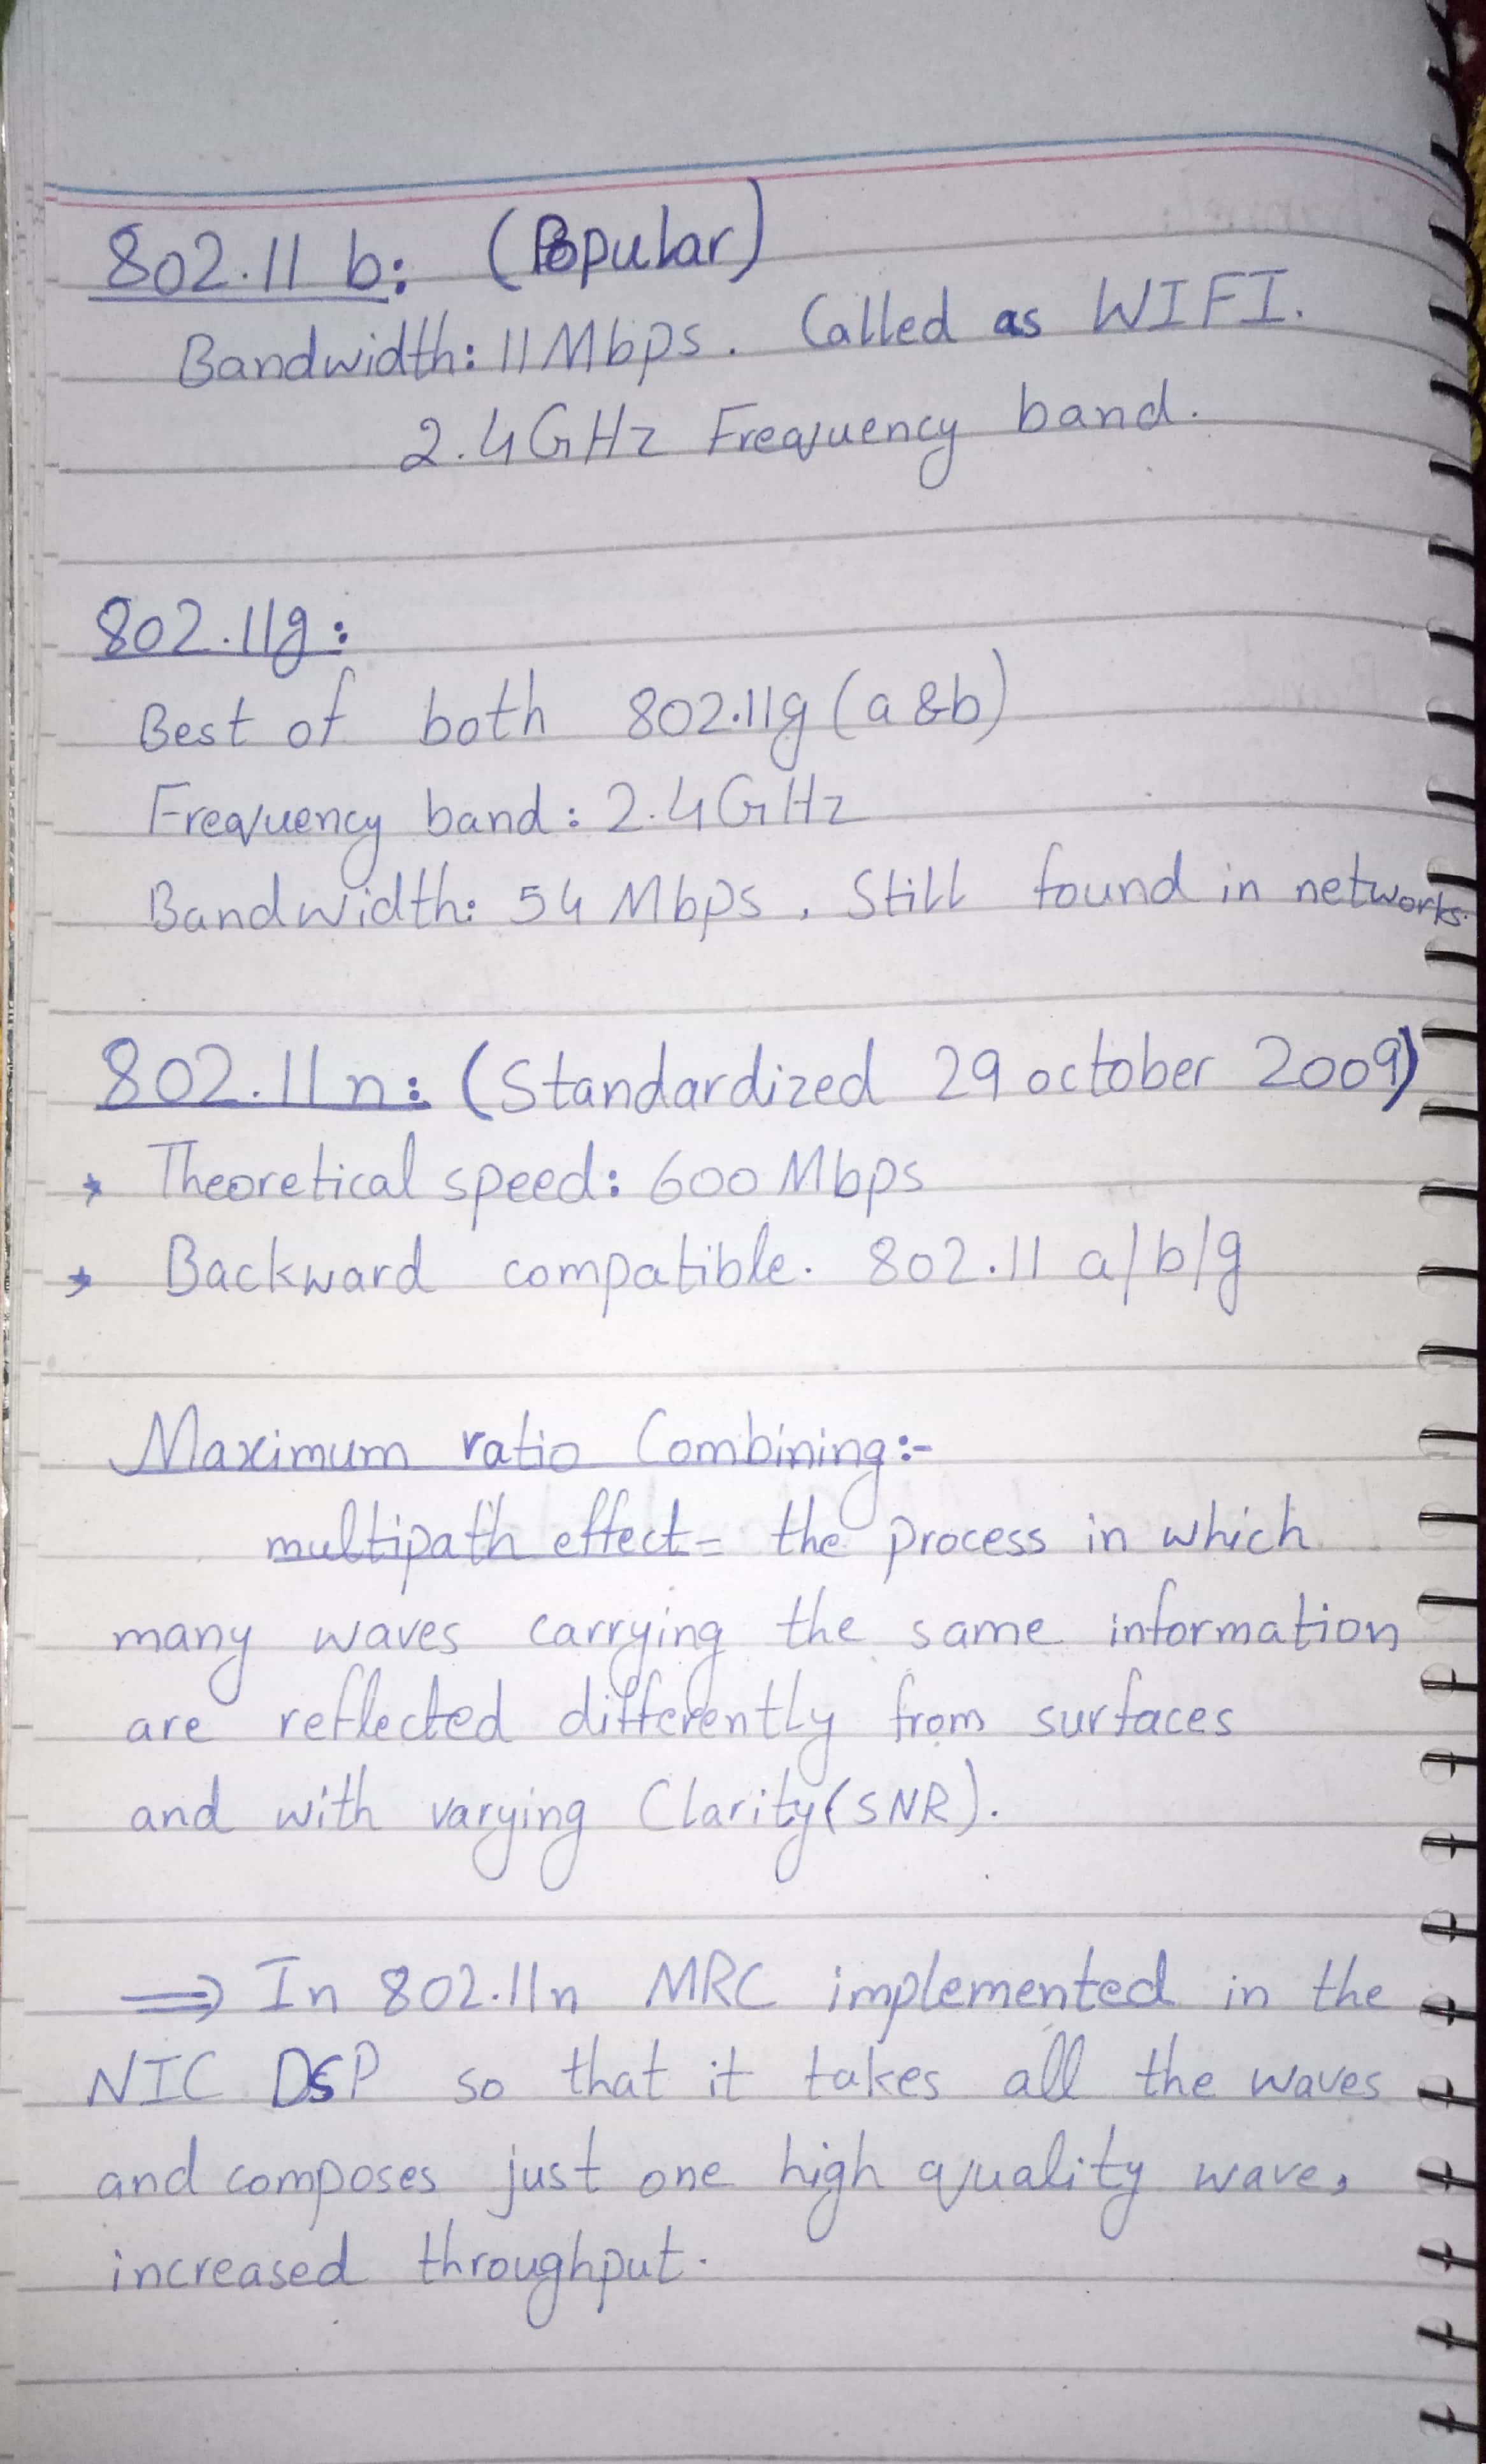 802.11 b: (Popular)
Bandwidth: 11 Mbps. Called as WIFI.
2.4GHz Frequency band.
802.11g:
Best of both 802.11g (a & b)
Frequency band: 2.4GHz
Bandwidth: 54 Mbps. Still found in networks.
802.11n: (Standardized 29 october 2009)
* Theoretical speed: 600 Mbps
* Backward compatible. 802.11 a/b/g
Maximum ratio Combining:-
multipath effect = the process in which
many waves carrying the same information
are reflected differently from surfaces
and with varying Clarity (SNR).
⇒ In 802.11n MRC implemented in the
NIC DSP so that it takes all the waves
and composes just one high quality wave,
increased throughput.